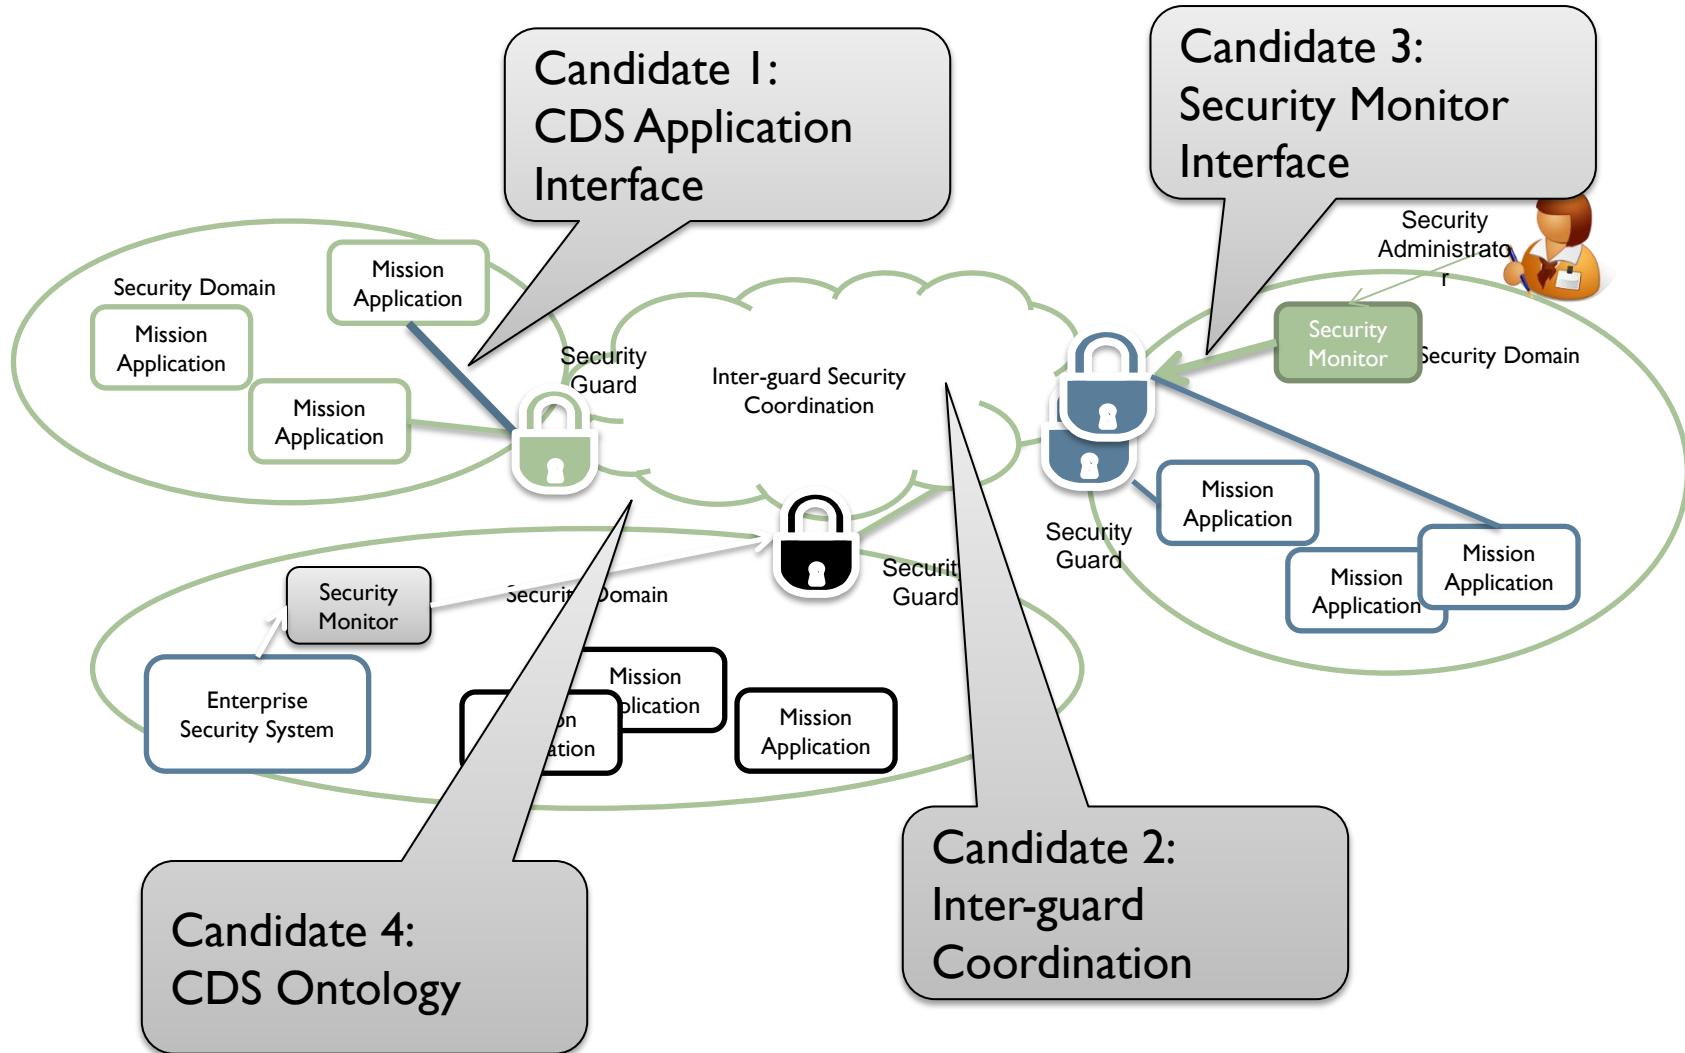 Candidate 1:
CDS Application
Interface
Candidate 3:
Security Monitor
Interface
Security
Administrato
r
Security Domain
Mission
Application
Mission
Application
Mission
Application
Security
Guard
Inter-guard Security
Coordination
Security
Monitor
Security Domain
Mission
Application
Mission
Application
Mission
Application
Security
Guard
Security
Guard
Security Domain
Security
Monitor
Enterprise
Security System
Mission
plication
on
ation
Mission
Application
Candidate 2:
Inter-guard
Coordination
Candidate 4:
CDS Ontology